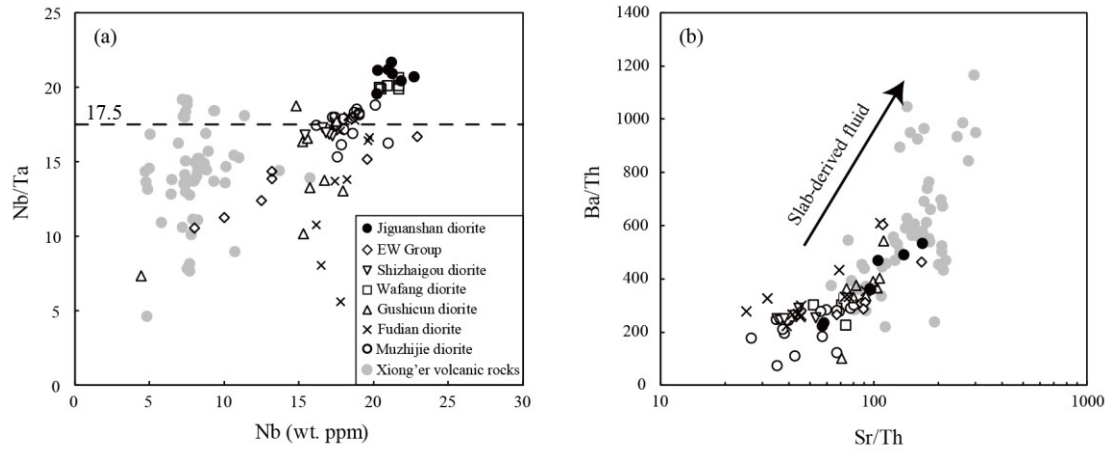 (a)
25
20
15
10
5
0
17.5
Nb/Ta
Jiguanshan diorite
EW Group
Shizhaigou diorite
Wafang diorite
Gushicun diorite
Fudian diorite
Muzhijie diorite
Xiong'er volcanic rocks
0 5 10 15 20 25 30
Nb (wt. ppm)
(b)
1400
1200
1000
800
600
400
200
0
Ba/Th
Slab-derived fluid
10 100 1000
Sr/Th